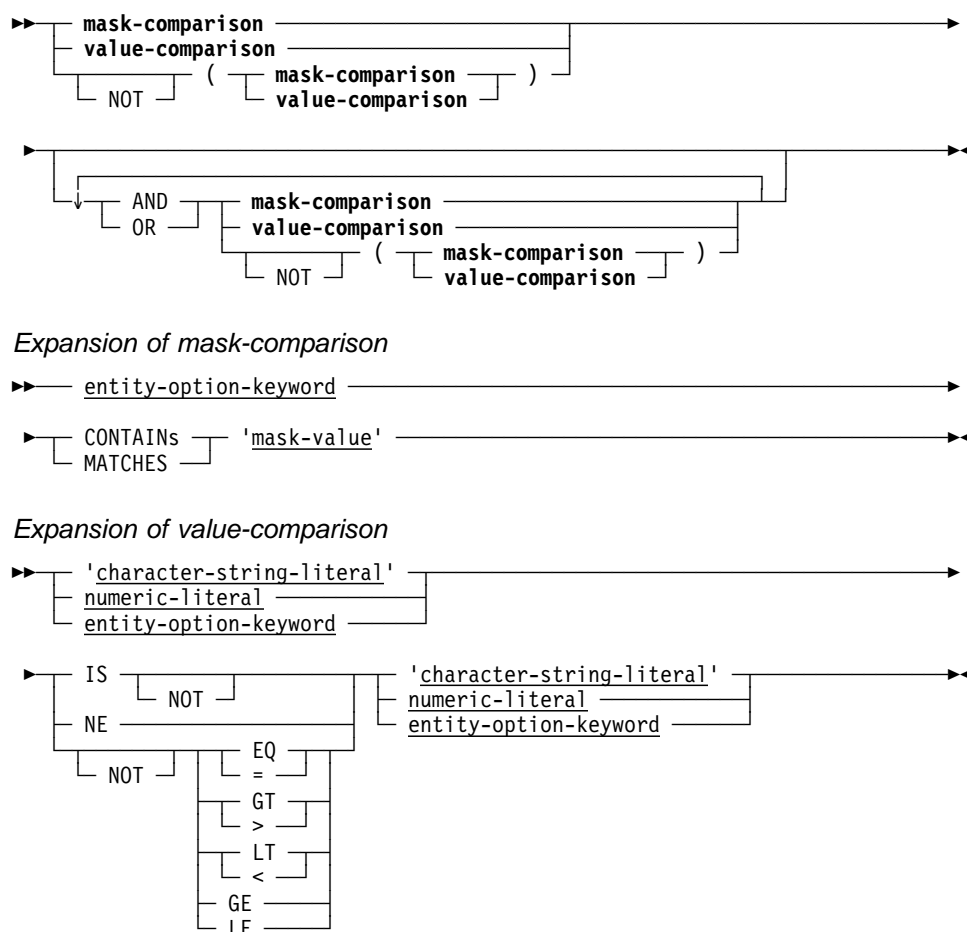 mask-comparison
value-comparison
NOT ( mask-comparison )
value-comparison
AND mask-comparison
OR value-comparison
NOT ( mask-comparison )
value-comparison
Expansion of mask-comparison
entity-option-keyword
CONTAINs 'mask-value'
MATCHES
Expansion of value-comparison
'character-string-literal'
numeric-literal
entity-option-keyword
IS NOT 'character-string-literal'
NE numeric-literal
entity-option-keyword
NOT EQ
=
GT
>
LT
<
GE
LE